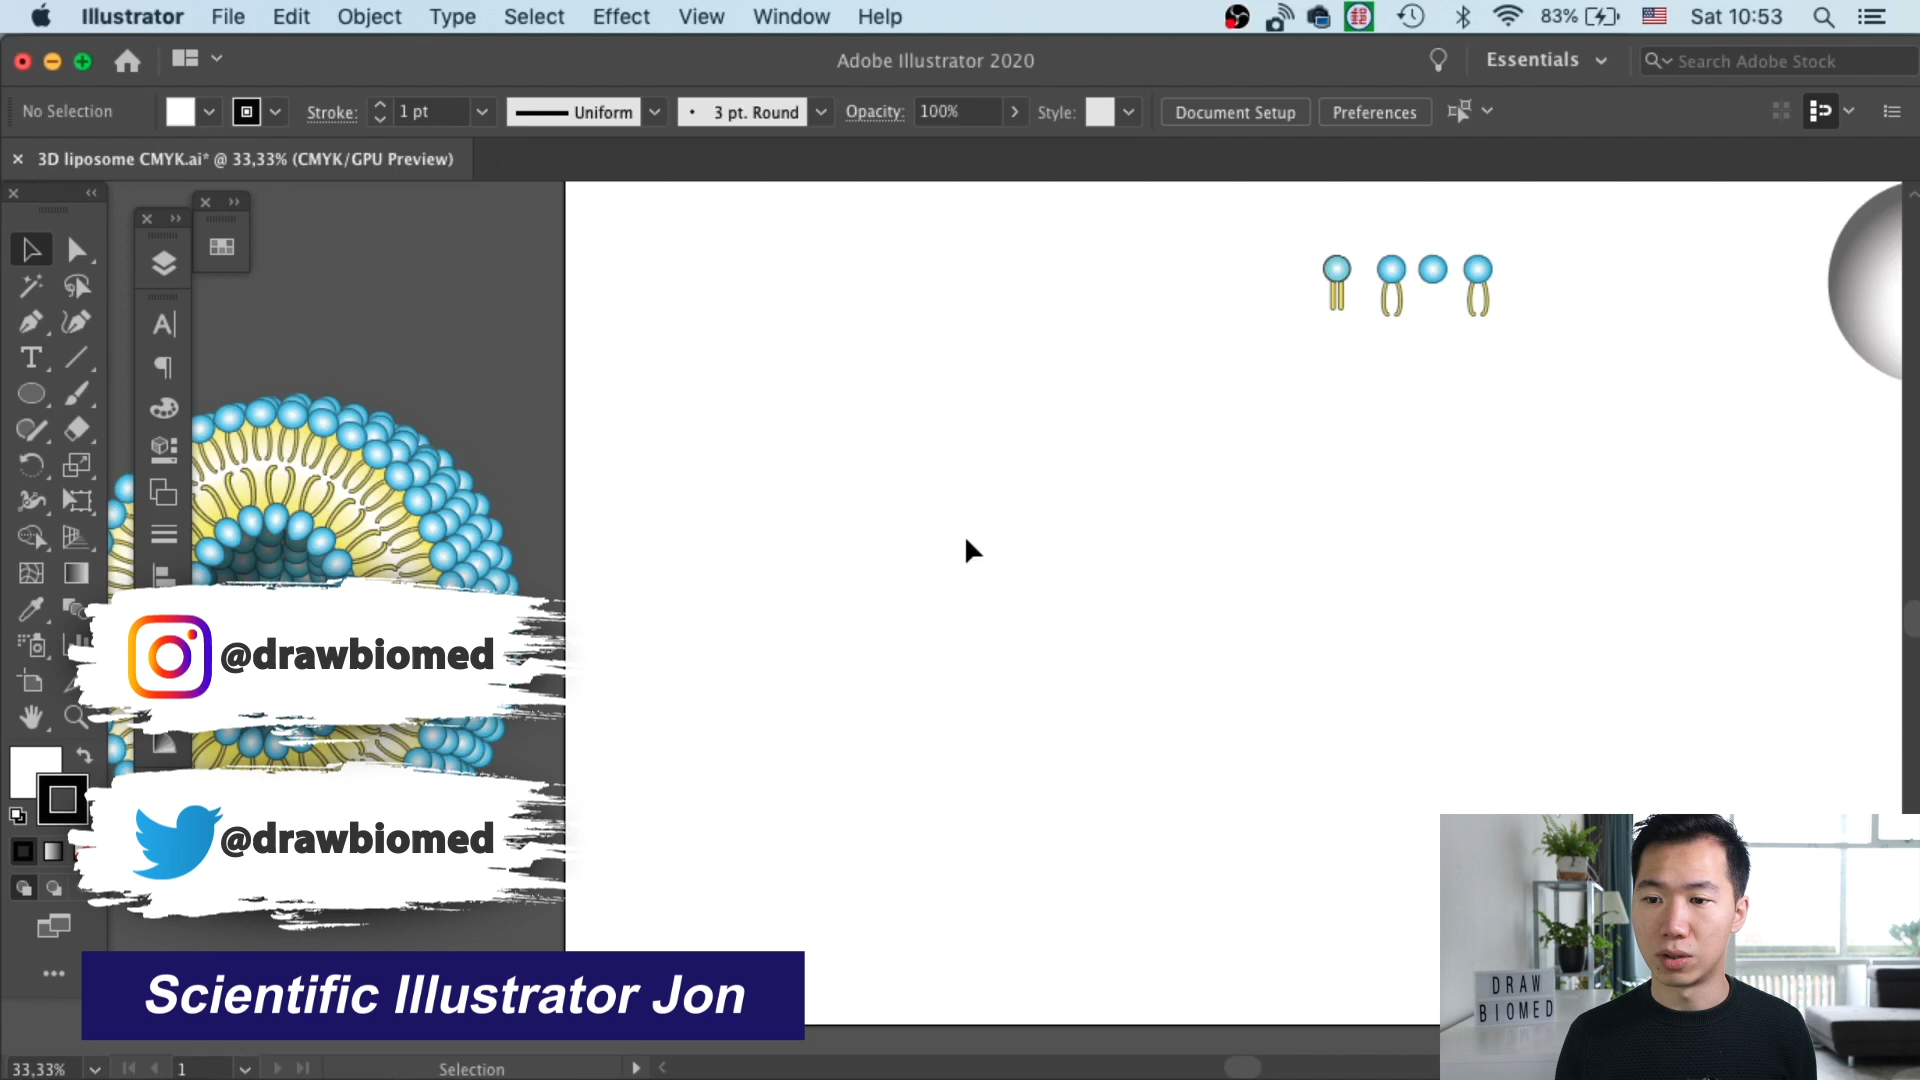 Illustrator File Edit Object Type Select Effect View Window Help 83% Sat 10:53
Adobe Illustrator 2020 Essentials Search Adobe Stock
No Selection Stroke: 1 pt Uniform 3 pt. Round Opacity: 100% Style: Document Setup Preferences
3D liposome CMYK.ai* @ 33,33% (CMYK/GPU Preview)
@drawbiomed
@drawbiomed
DRAW
BIOMED
Scientific Illustrator Jon
33,33% 1 Selection